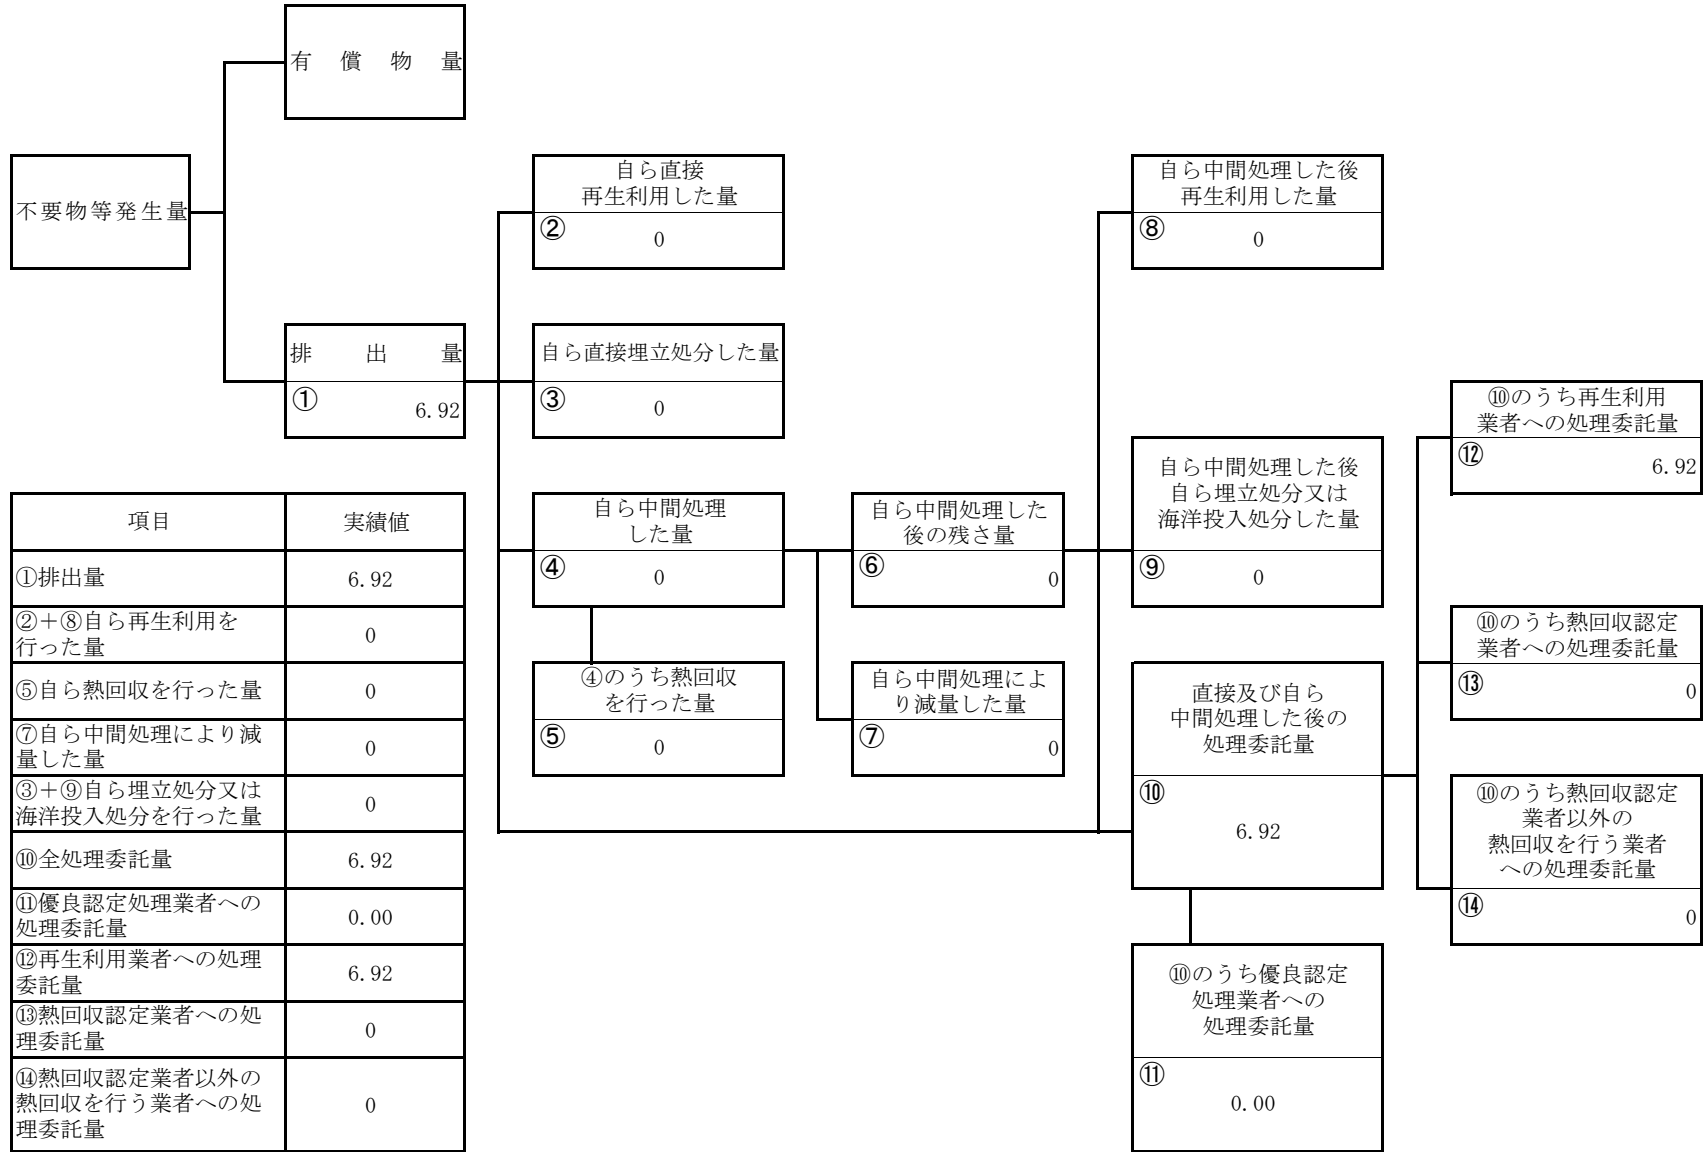 有償物量
不要物等発生量
自ら直接
再生利用した量
② 0
自ら中間処理した後
再生利用した量
⑧ 0
排出量
① 6.92
自ら直接埋立処分した量
③ 0
⑩のうち再生利用
業者への処理委託量
⑫ 6.92
自ら中間処理した後
自ら埋立処分又は
海洋投入処分した量
⑨ 0
自ら中間処理
した量
④ 0
自ら中間処理した
後の残さ量
⑥ 0
⑩のうち熱回収認定
業者への処理委託量
⑬ 0
④のうち熱回収
を行った量
⑤ 0
自ら中間処理によ
り減量した量
⑦ 0
直接及び自ら
中間処理した後の
処理委託量
⑩
6.92
⑩のうち熱回収認定
業者以外の
熱回収を行う業者
への処理委託量
⑭ 0
⑩のうち優良認定
処理業者への
処理委託量
⑪
0.00
項目 実績値
①排出量 6.92
②＋⑧自ら再生利用を
行った量 0
⑤自ら熱回収を行った量 0
⑦自ら中間処理により減
量した量 0
③＋⑨自ら埋立処分又は
海洋投入処分を行った量 0
⑩全処理委託量 6.92
⑪優良認定処理業者への
処理委託量 0.00
⑫再生利用業者への処理
委託量 6.92
⑬熱回収認定業者への処
理委託量 0
⑭熱回収認定業者以外の
熱回収を行う業者への処
理委託量 0